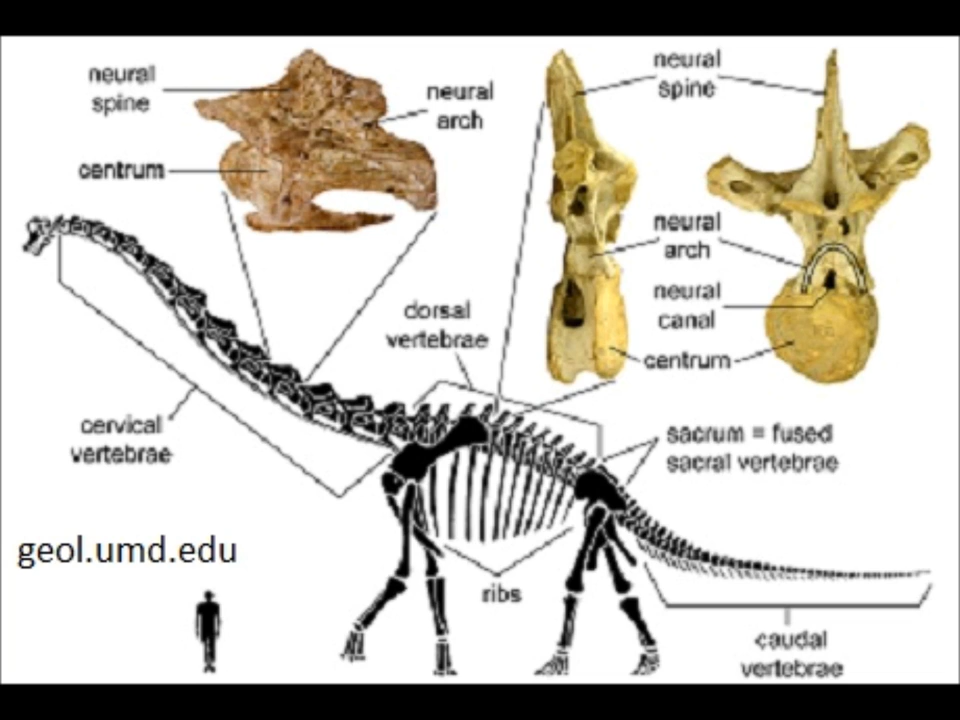 neural
spine
centrum
neural
arch
neural
spine
neural
arch
neural
canal
centrum
dorsal
vertebrae
cervical
vertebrae
sacrum = fused
sacral vertebrae
geol.umd.edu
ribs
caudal
vertebrae